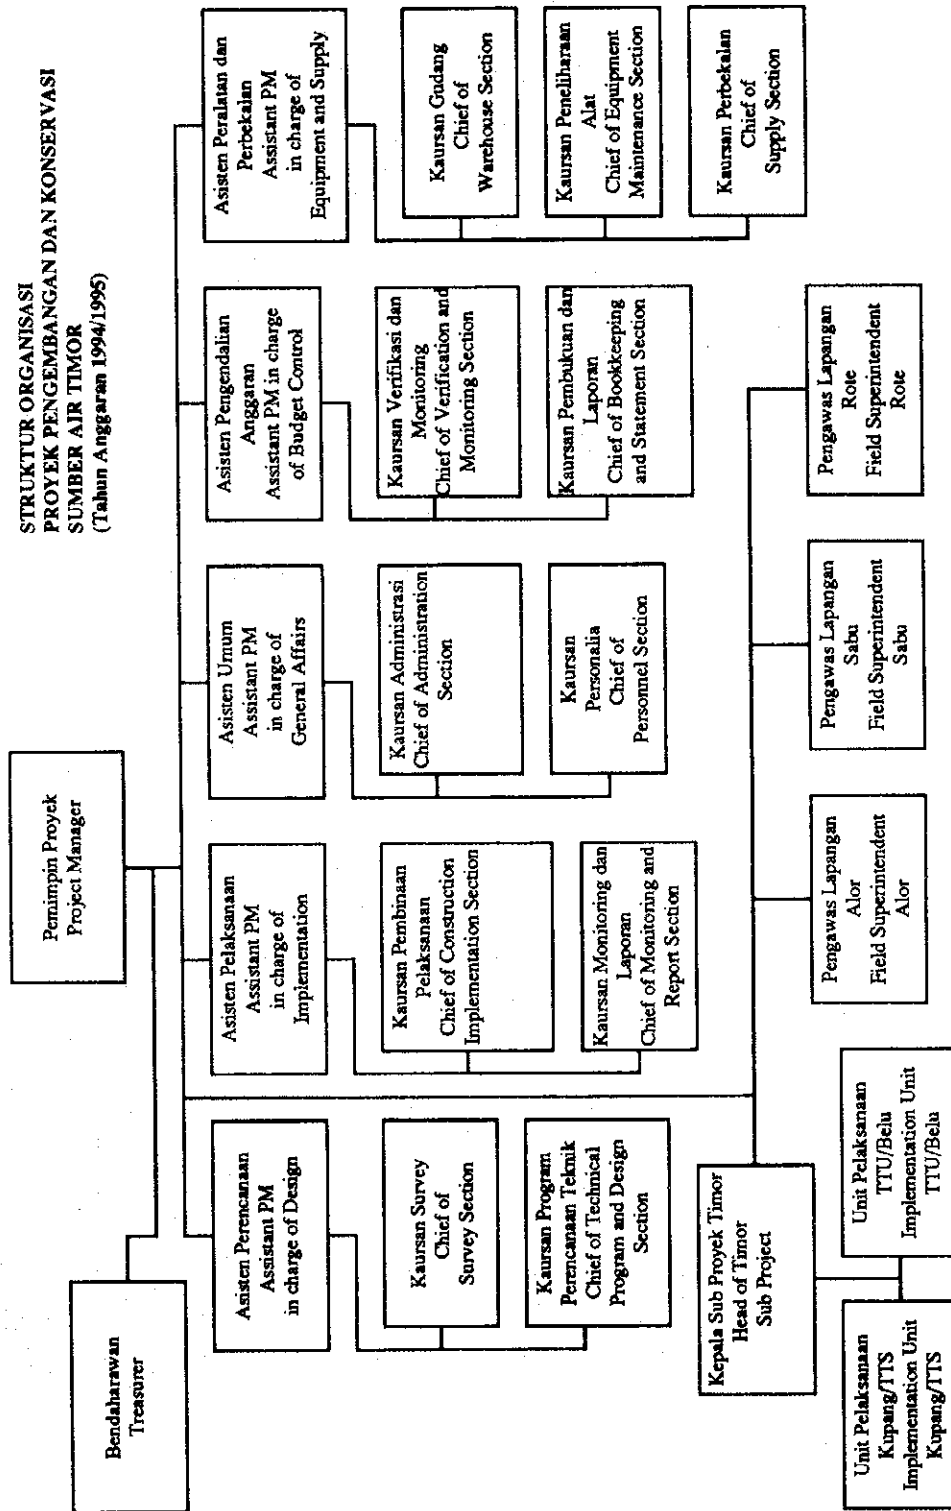 STRUKTUR ORGANISASI
PROYEK PENGEMBANGAN DAN KONSERVASI
SUMBER AIR TIMOR
(Tahun Anggaran 1994/1995)
Pemimpin Proyek
Project Manager
Bendaharawan
Treasurer
Asisten Perencanaan
Assistant PM
in charge of Design
Kaursan Survey
Chief of
Survey Section
Kaursan Program
Perencanaan Teknik
Chief of Technical
Program and Design
Section
Asisten Pelaksanaan
Assistant PM
in charge of
Implementation
Kaursan Pembinaan
Pelaksanaan
Chief of Construction
Implementation Section
Kaursan Monitoring dan
Laporan
Chief of Monitoring and
Report Section
Asisten Umum
Assistant PM
in charge of
General Affairs
Kaursan Administrasi
Chief of Administration
Section
Kaursan
Personalia
Chief of
Personnel Section
Asisten Pengendalian
Anggaran
Assistant PM in charge
of Budget Control
Kaursan Verifikasi dan
Monitoring
Chief of Verification and
Monitoring Section
Kaursan Pembukuan dan
Laporan
Chief of Bookkeeping
and Statement Section
Asisten Peralatan dan
Perbekalan
Assistant PM
in charge of
Equipment and Supply
Kaursan Gudang
Chief of
Warehouse Section
Kaursan Peneliharaan
Alat
Chief of Equipment
Maintenance Section
Kaursan Perbekalan
Chief of
Supply Section
Kepala Sub Proyek Timor
Head of Timor
Sub Project
Unit Pelaksanaan
Kupang/TTS
Implementation Unit
Kupang/TTS
Unit Pelaksanaan
TTU/Belu
Implementation Unit
TTU/Belu
Pengawas Lapangan
Alor
Field Superintendent
Alor
Pengawas Lapangan
Sabu
Field Superintendent
Sabu
Pengawas Lapangan
Rote
Field Superintendent
Rote